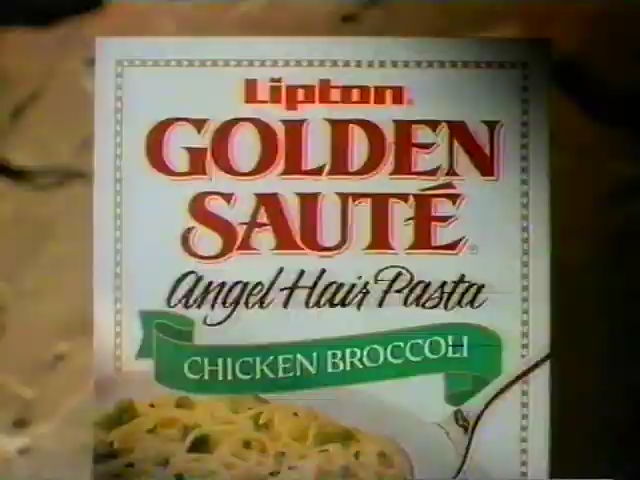 Lipton®
GOLDEN
SAUTÉ®
Angel Hair Pasta
CHICKEN BROCCOLI